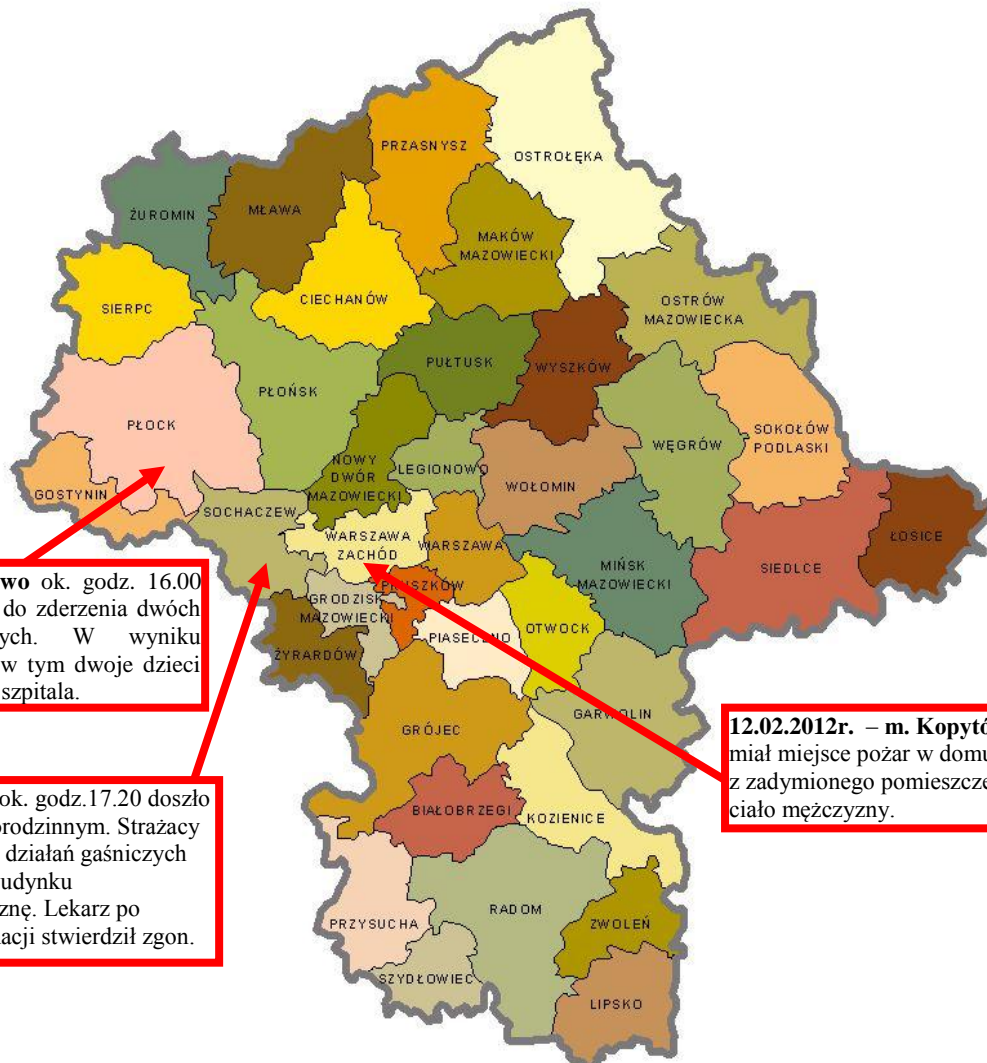 PRZASNYSZ
OSTROŁĘKA
ŻUROMIN
MŁAWA
MAKÓW
MAZOWIECKI
SIERPC
CIECHANÓW
OSTRÓW
MAZOWIECKA
PUŁTUSK
WYSZKÓW
PŁOŃSK
PŁOCK
SOKOŁÓW
PODLASKI
WĘGRÓW
NOWY
DWÓR
MAZOWIECKI
LEGIONOWO
WOŁOMIN
GOSTYNIN
SOCHACZEW
WARSZAWA
ZACHÓD
WARSZAWA
ŁOSICE
SIEDLCE
MIŃSK
MAZOWIECKI
PRUSZKÓW
GRODZISK
MAZOWIECKI
OTWOCK
PIASECZNO
ŻYRARDÓW
GARWOLIN
GRÓJEC
BIAŁOBRZEGI
KOZIENICE
RADOM
PRZYSUCHA
ZWOLEŃ
SZYDŁOWIEC
LIPSKO
wo ok. godz. 16.00
do zderzenia dwóch
ych. W wyniku
w tym dwoje dzieci
szpitala.
ok. godz.17.20 doszło
orodzinnym. Strażacy
działań gaśniczych
udynku
znę. Lekarz po
acji stwierdził zgon.
12.02.2012r. – m. Kopytó
miał miejsce pożar w domu
z zadymionego pomieszcze
ciało mężczyzny.